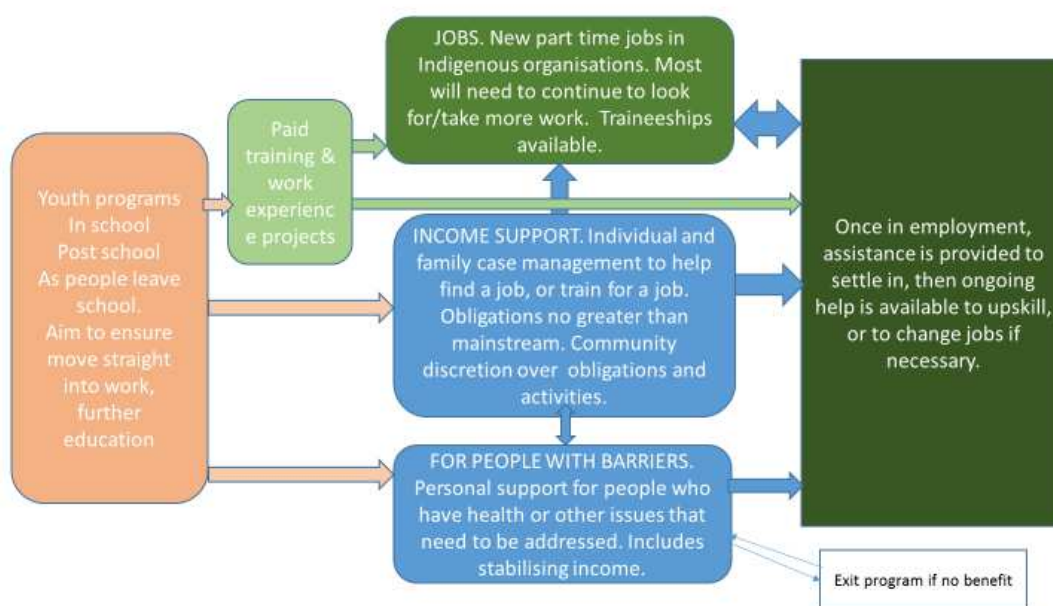 JOBS. New part time jobs in
Indigenous organisations. Most
will need to continue to look
for/take more work.  Traineeships
available.
Paid
training &
work
experienc
e projects
Youth programs
In school
Post school
As people leave
school.
Aim to ensure
move straight
into work,
further
education
INCOME SUPPORT. Individual and
family case management to help
find a job, or train for a job.
Obligations no greater than
mainstream. Community
discretion over  obligations and
activities.
Once in employment,
assistance is provided to
settle in, then ongoing
help is available to upskill,
or to change jobs if
necessary.
FOR PEOPLE WITH BARRIERS.
Personal support for people who
have health or other issues that
need to be addressed. Includes
stabilising income.
Exit program if no benefit